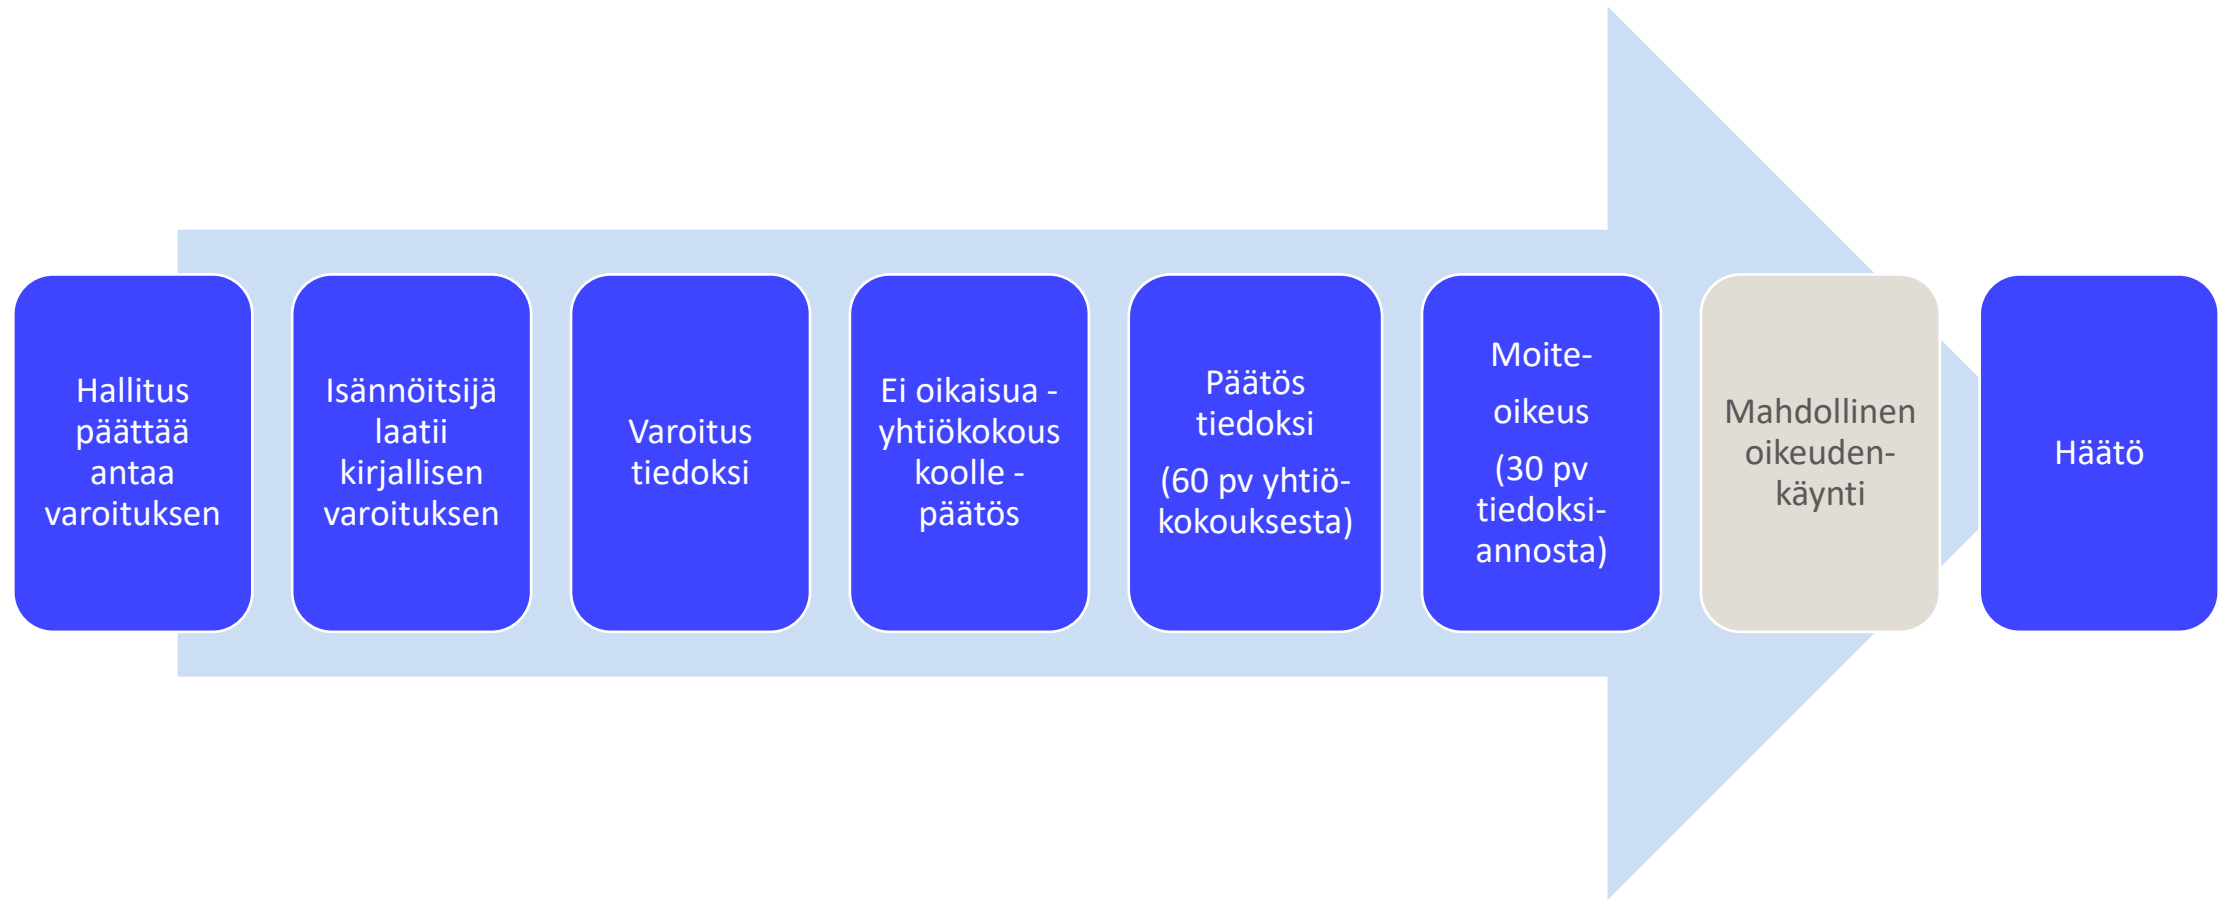 Hallitus
päättää
antaa
varoituksen
Isännöitsijä
laatii
kirjallisen
varoituksen
Varoitus
tiedoksi
Ei oikaisua -
yhtiökokous
koolle -
päätös
Päätös
tiedoksi
(60 pv yhtiö-
kokouksesta)
Moite-
oikeus
(30 pv
tiedoksi-
annosta)
Mahdollinen
oikeuden-
käynti
Häätö